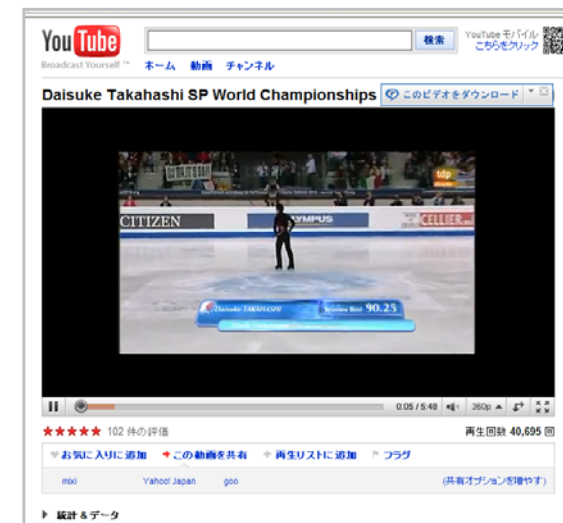 You Tube
Broadcast Yourself ™
検索
YouTube モバイル
こちらをクリック
ホーム 動画 チャンネル
Daisuke Takahashi SP World Championships
このビデオをダウンロード
tdp
CITIZEN
OLYMPUS
CELLIER
Daisuke TAKAHASHI Seasons Best 90.25
0:05 / 5:48 360p
★★★★★ 102 件の評価
再生回数 40,695 回
お気に入りに追加 この動画を共有 再生リストに追加 フラグ
mixi Yahoo! Japan goo (共有オプションを増やす)
統計 & データ